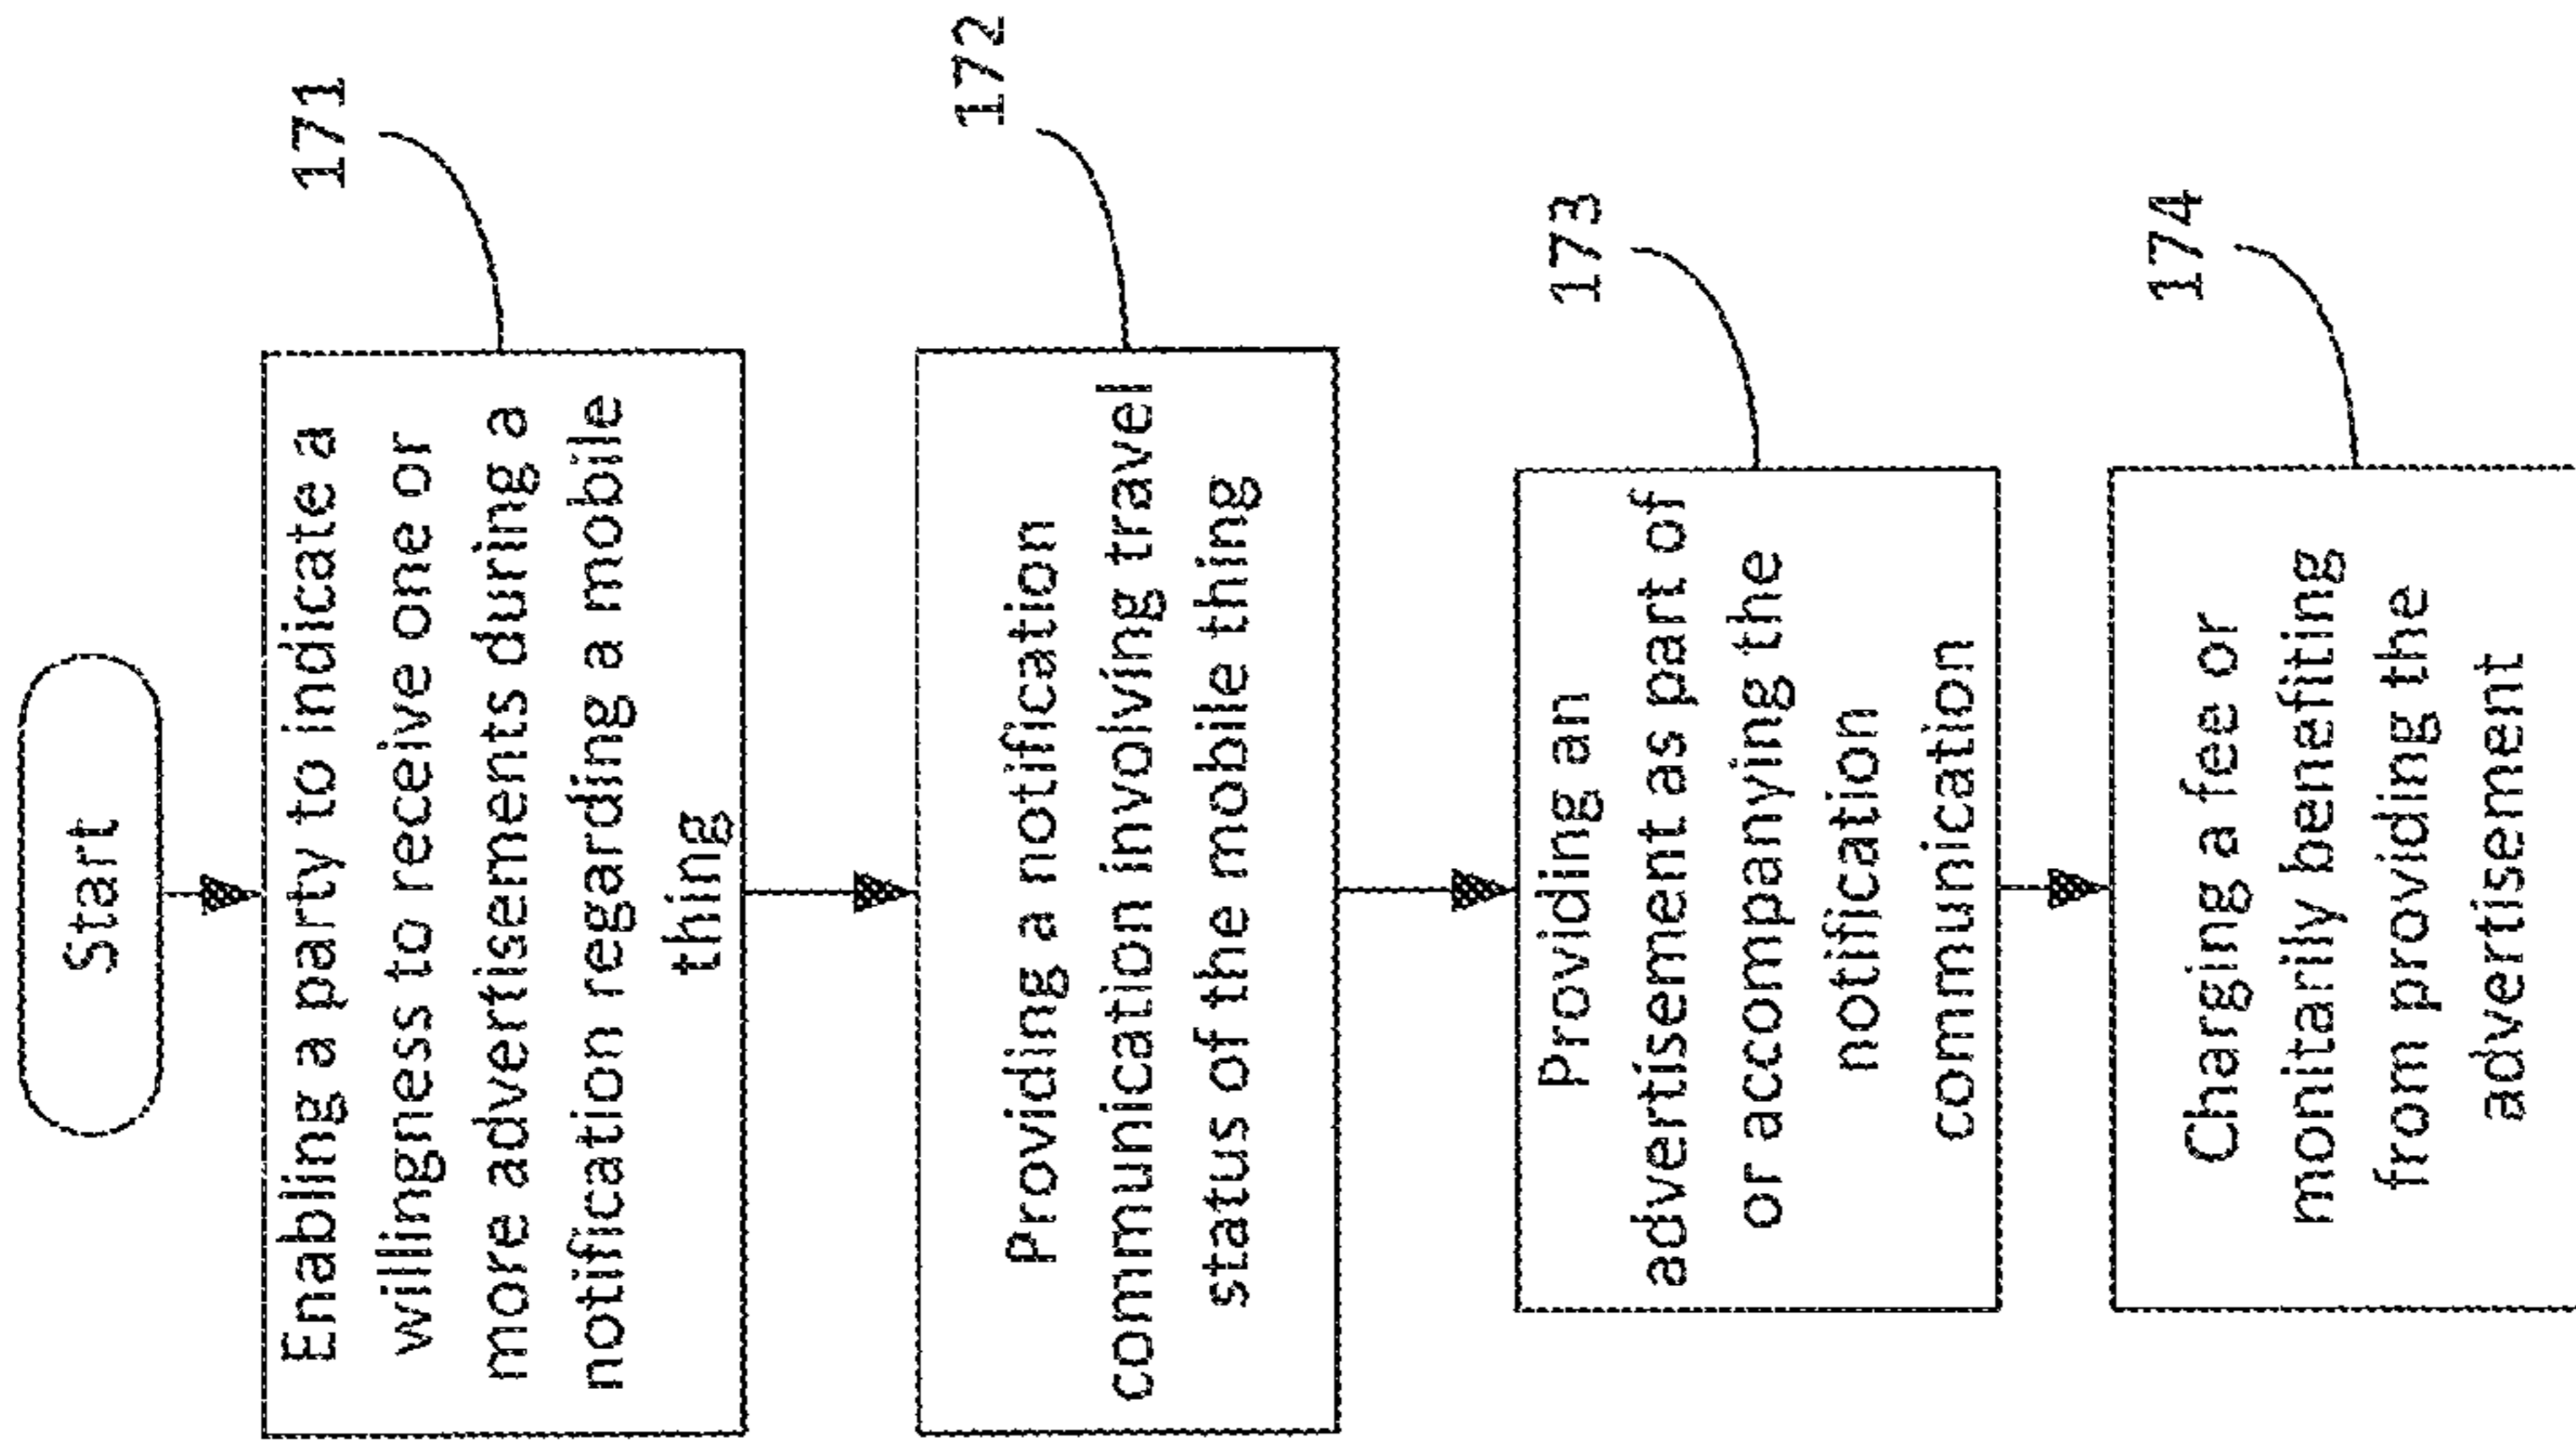 Start
Enabling a party to indicate a
willingness to receive one or
more advertisements during a
notification regarding a mobile
thing
171
Providing a notification
communication involving travel
status of the mobile thing
172
Providing an
advertisement as part of
or accompanying the
notification
communication
173
Charging a fee or
monitarily benefiting
from providing the
advertisement
174